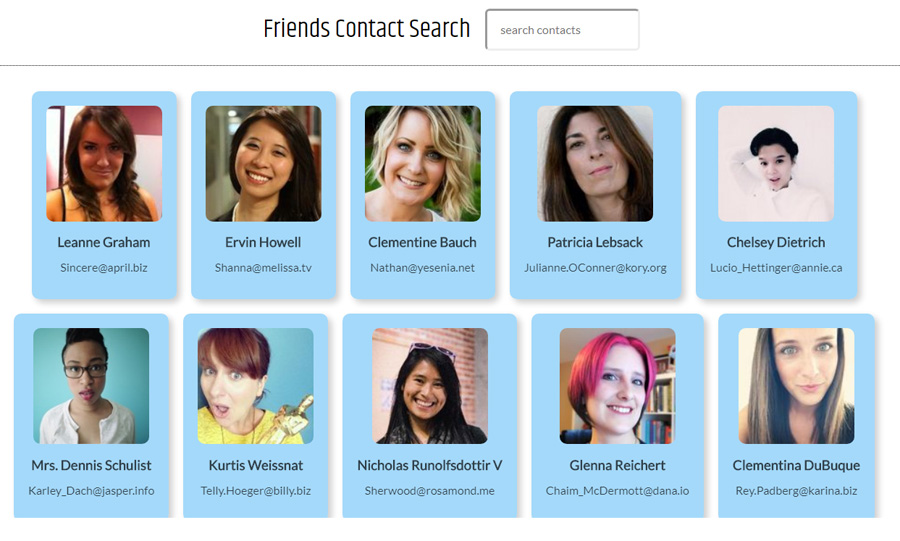 Friends Contact Search
search contacts
Leanne Graham
Sincere@april.biz
Ervin Howell
Shanna@melissa.tv
Clementine Bauch
Nathan@yesenia.net
Patricia Lebsack
Julianne.OConner@kory.org
Chelsey Dietrich
Lucio_Hettinger@annie.ca
Mrs. Dennis Schulist
Karley_Dach@jasper.info
Kurtis Weissnat
Telly.Hoeger@billy.biz
Nicholas Runolfsdottir V
Sherwood@rosamond.me
Glenna Reichert
Chaim_McDermott@dana.io
Clementina DuBuque
Rey.Padberg@karina.biz